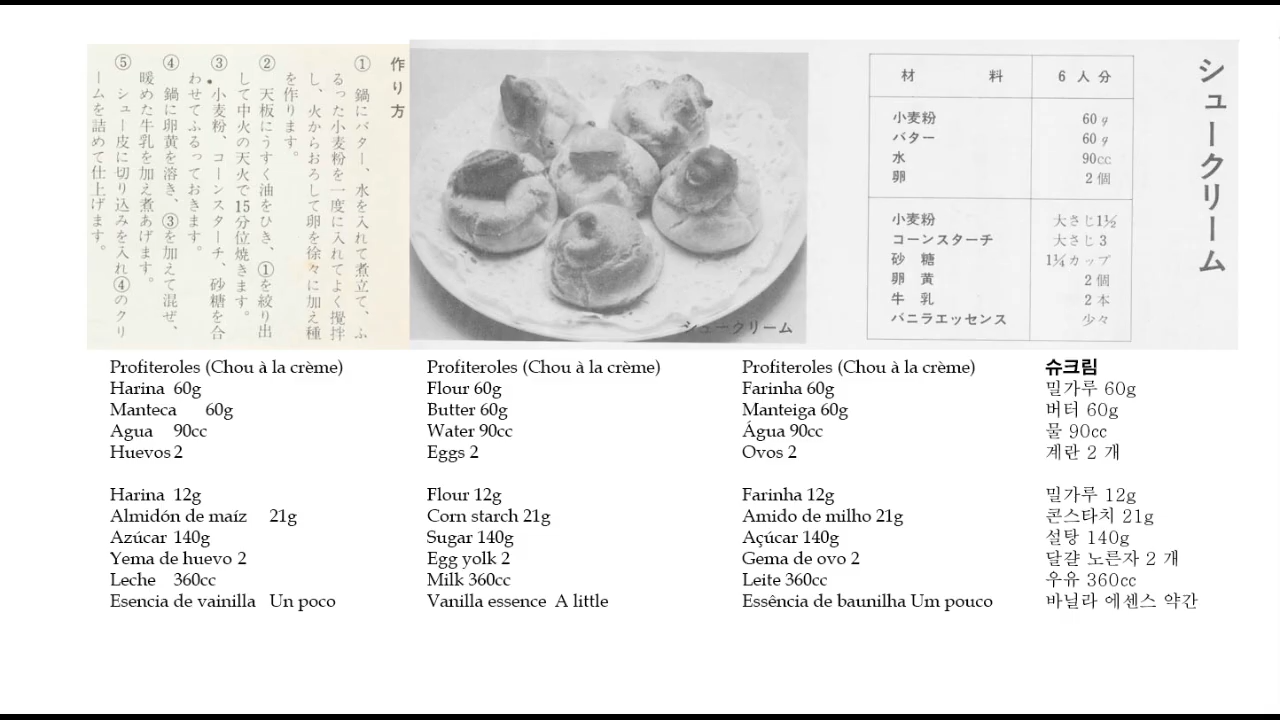 シュークリーム
材料 6人分
小麦粉 60g
バター 60g
水 90cc
卵 2個
小麦粉 大さじ1½
コーンスターチ 大さじ3
砂糖 1¼カップ
卵黄 2個
牛乳 2本
バニラエッセンス 少々
シュークリーム
作り方
① 鍋にバター、水を入れて煮立て、ふ
るった小麦粉を一度に入れてよく攪拌
し、火からおろして卵を徐々に加え種
を作ります。
② 天板にうすく油をひき、①を絞り出
して中火の天火で15分位焼きます。
③ 小麦粉、コーンスターチ、砂糖を合
わせてふるっておきます。
④ 鍋に卵黄を溶き、③を加えて混ぜ、
暖めた牛乳を加え煮あげます。
⑤ シュー皮に切り込みを入れ④のクリ
ームを詰めて仕上げます。
Profiteroles (Chou à la crème)
Harina 60g
Manteca 60g
Agua 90cc
Huevos 2
Harina 12g
Almidón de maíz 21g
Azúcar 140g
Yema de huevo 2
Leche 360cc
Esencia de vainilla Un poco
Profiteroles (Chou à la crème)
Flour 60g
Butter 60g
Water 90cc
Eggs 2
Flour 12g
Corn starch 21g
Sugar 140g
Egg yolk 2
Milk 360cc
Vanilla essence A little
Profiteroles (Chou à la crème)
Farinha 60g
Manteiga 60g
Água 90cc
Ovos 2
Farinha 12g
Amido de milho 21g
Açúcar 140g
Gema de ovo 2
Leite 360cc
Essência de baunilha Um pouco
슈크림
밀가루 60g
버터 60g
물 90cc
계란 2 개
밀가루 12g
콘스타치 21g
설탕 140g
달걀 노른자 2 개
우유 360cc
바닐라 에센스 약간